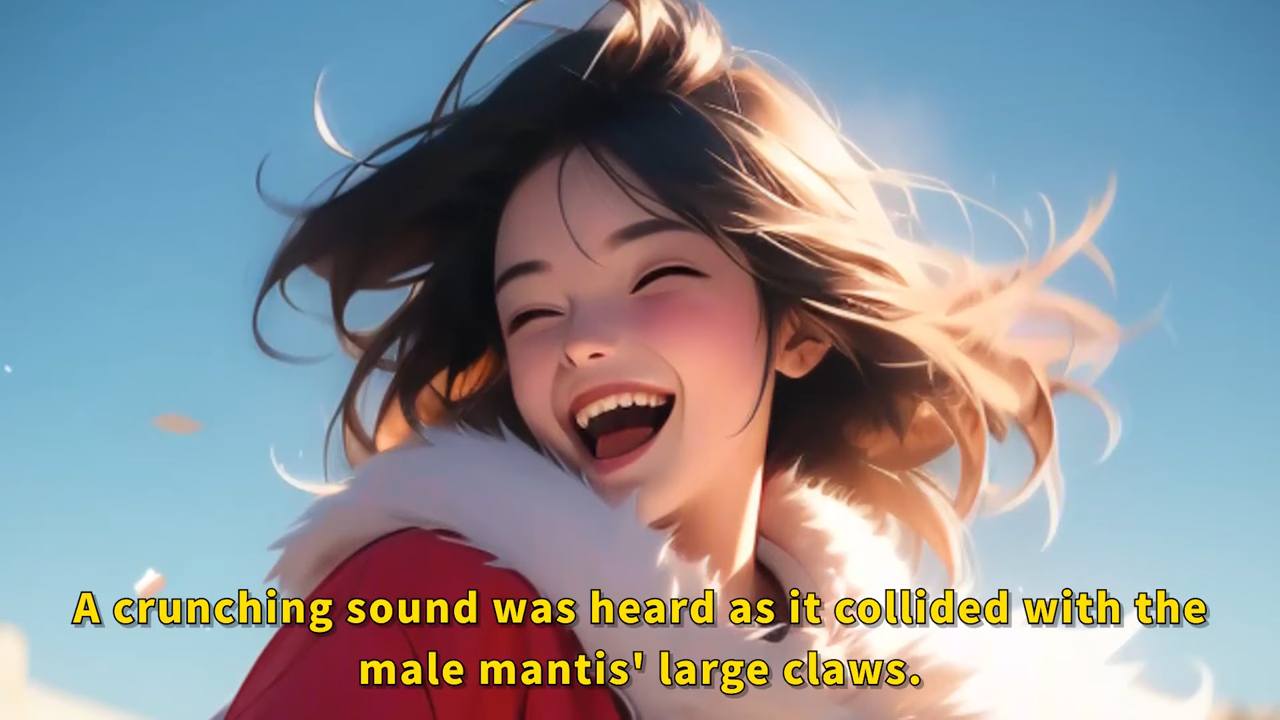 A crunching sound was heard as it collided with the
male mantis' large claws.